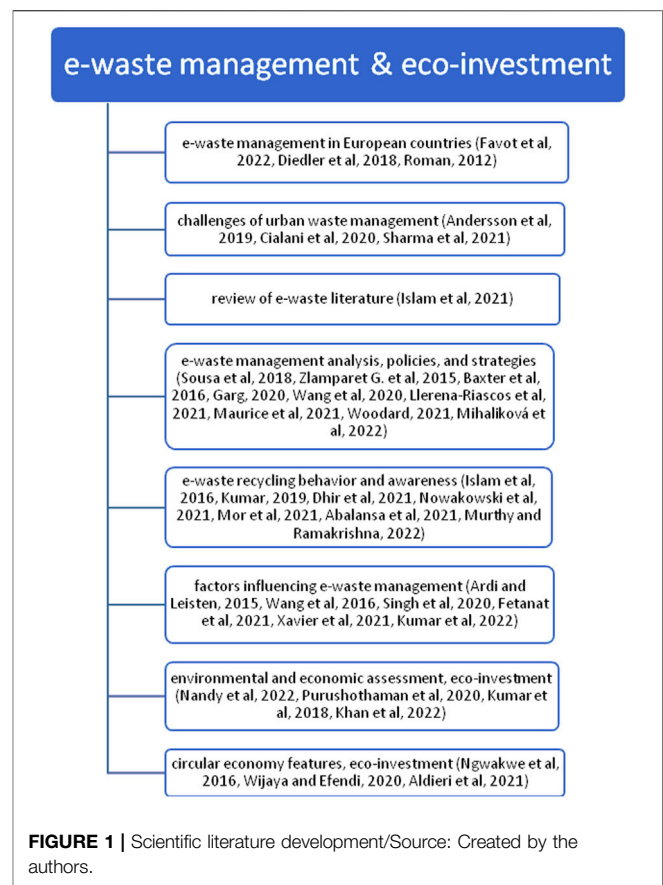 e-waste management & eco-investment
e-waste management in European countries (Favot et al,
2022, Diedler et al, 2018, Roman, 2012)
challenges of urban waste management (Andersson et al,
2019, Cialani et al, 2020, Sharma et al, 2021)
review of e-waste literature (Islam et al, 2021)
e-waste management analysis, policies, and strategies
(Sousa et al, 2018, Zlamparet G. et al, 2015, Baxter et al,
2016, Garg, 2020, Wang et al, 2020, Llerena-Riascos et al,
2021, Maurice et al, 2021, Woodard, 2021, Mihaliková et
al, 2022)
e-waste recycling behavior and awareness (Islam et al,
2016, Kumar, 2019, Dhir et al, 2021, Nowakowski et al,
2021, Mor et al, 2021, Abalansa et al, 2021, Murthy and
Ramakrishna, 2022)
factors influencing e-waste management (Ardi and
Leisten, 2015, Wang et al, 2016, Singh et al, 2020, Fetanat
et al, 2021, Xavier et al, 2021, Kumar et al, 2022)
environmental and economic assessment, eco-investment
(Nandy et al, 2022, Purushothaman et al, 2020, Kumar et
al, 2018, Khan et al, 2022)
circular economy features, eco-investment (Ngwakwe et al,
2016, Wijaya and Efendi, 2020, Aldieri et al, 2021)
FIGURE 1 | Scientific literature development/Source: Created by the
authors.